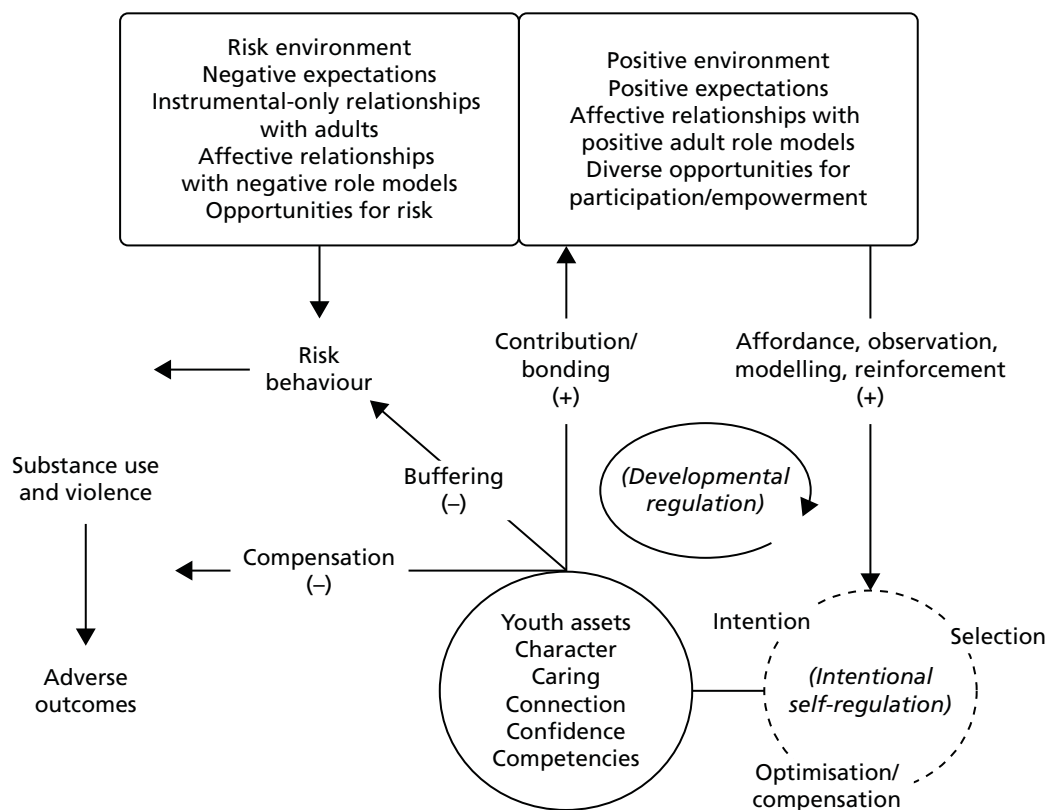 Risk environment
Negative expectations
Instrumental-only relationships
with adults
Affective relationships
with negative role models
Opportunities for risk
Positive environment
Positive expectations
Affective relationships with
positive adult role models
Diverse opportunities for
participation/empowerment
Risk
behaviour
Contribution/
bonding
(+)
Affordance, observation,
modelling, reinforcement
(+)
Substance use
and violence
Buffering
(–)
(Developmental
regulation)
Compensation
(–)
Adverse
outcomes
Youth assets
Character
Caring
Connection
Confidence
Competencies
Intention
Selection
(Intentional
self-regulation)
Optimisation/
compensation